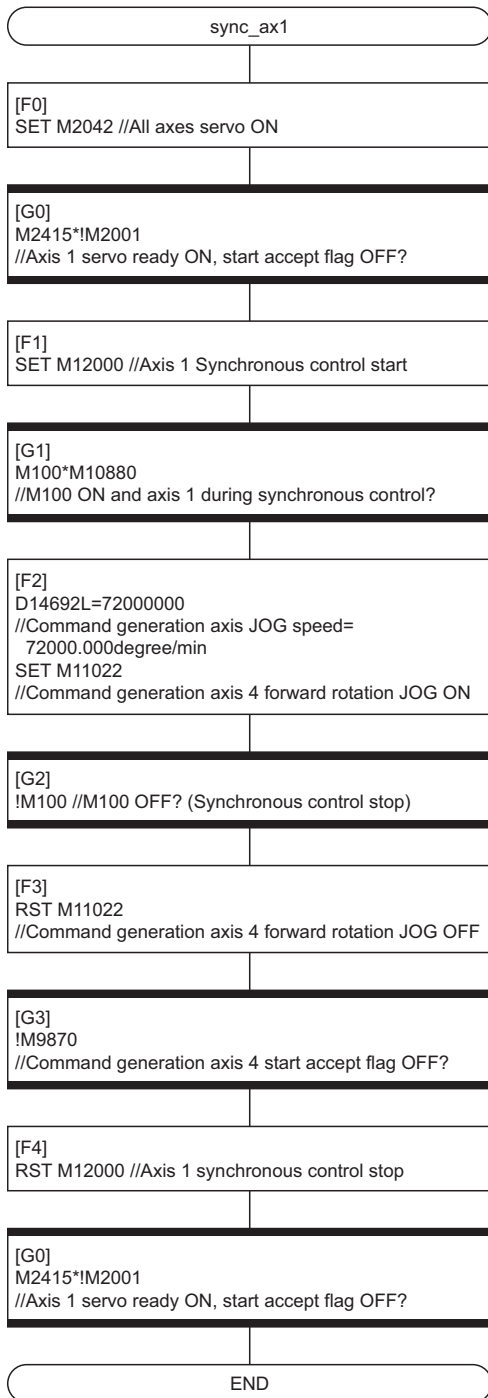 sync_ax1
[F0]
SET M2042 //All axes servo ON
[G0]
M2415*!M2001
//Axis 1 servo ready ON, start accept flag OFF?
[F1]
SET M12000 //Axis 1 Synchronous control start
[G1]
M100*M10880
//M100 ON and axis 1 during synchronous control?
[F2]
D14692L=72000000
//Command generation axis JOG speed=
72000.000degree/min
SET M11022
//Command generation axis 4 forward rotation JOG ON
[G2]
!M100 //M100 OFF? (Synchronous control stop)
[F3]
RST M11022
//Command generation axis 4 forward rotation JOG OFF
[G3]
!M9870
//Command generation axis 4 start accept flag OFF?
[F4]
RST M12000 //Axis 1 synchronous control stop
[G0]
M2415*!M2001
//Axis 1 servo ready ON, start accept flag OFF?
END